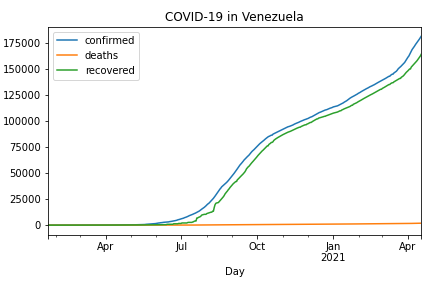 COVID-19 in Venezuela
confirmed
deaths
recovered
175000
150000
125000
100000
75000
50000
25000
0
Apr Jul Oct Jan Apr
2021
Day